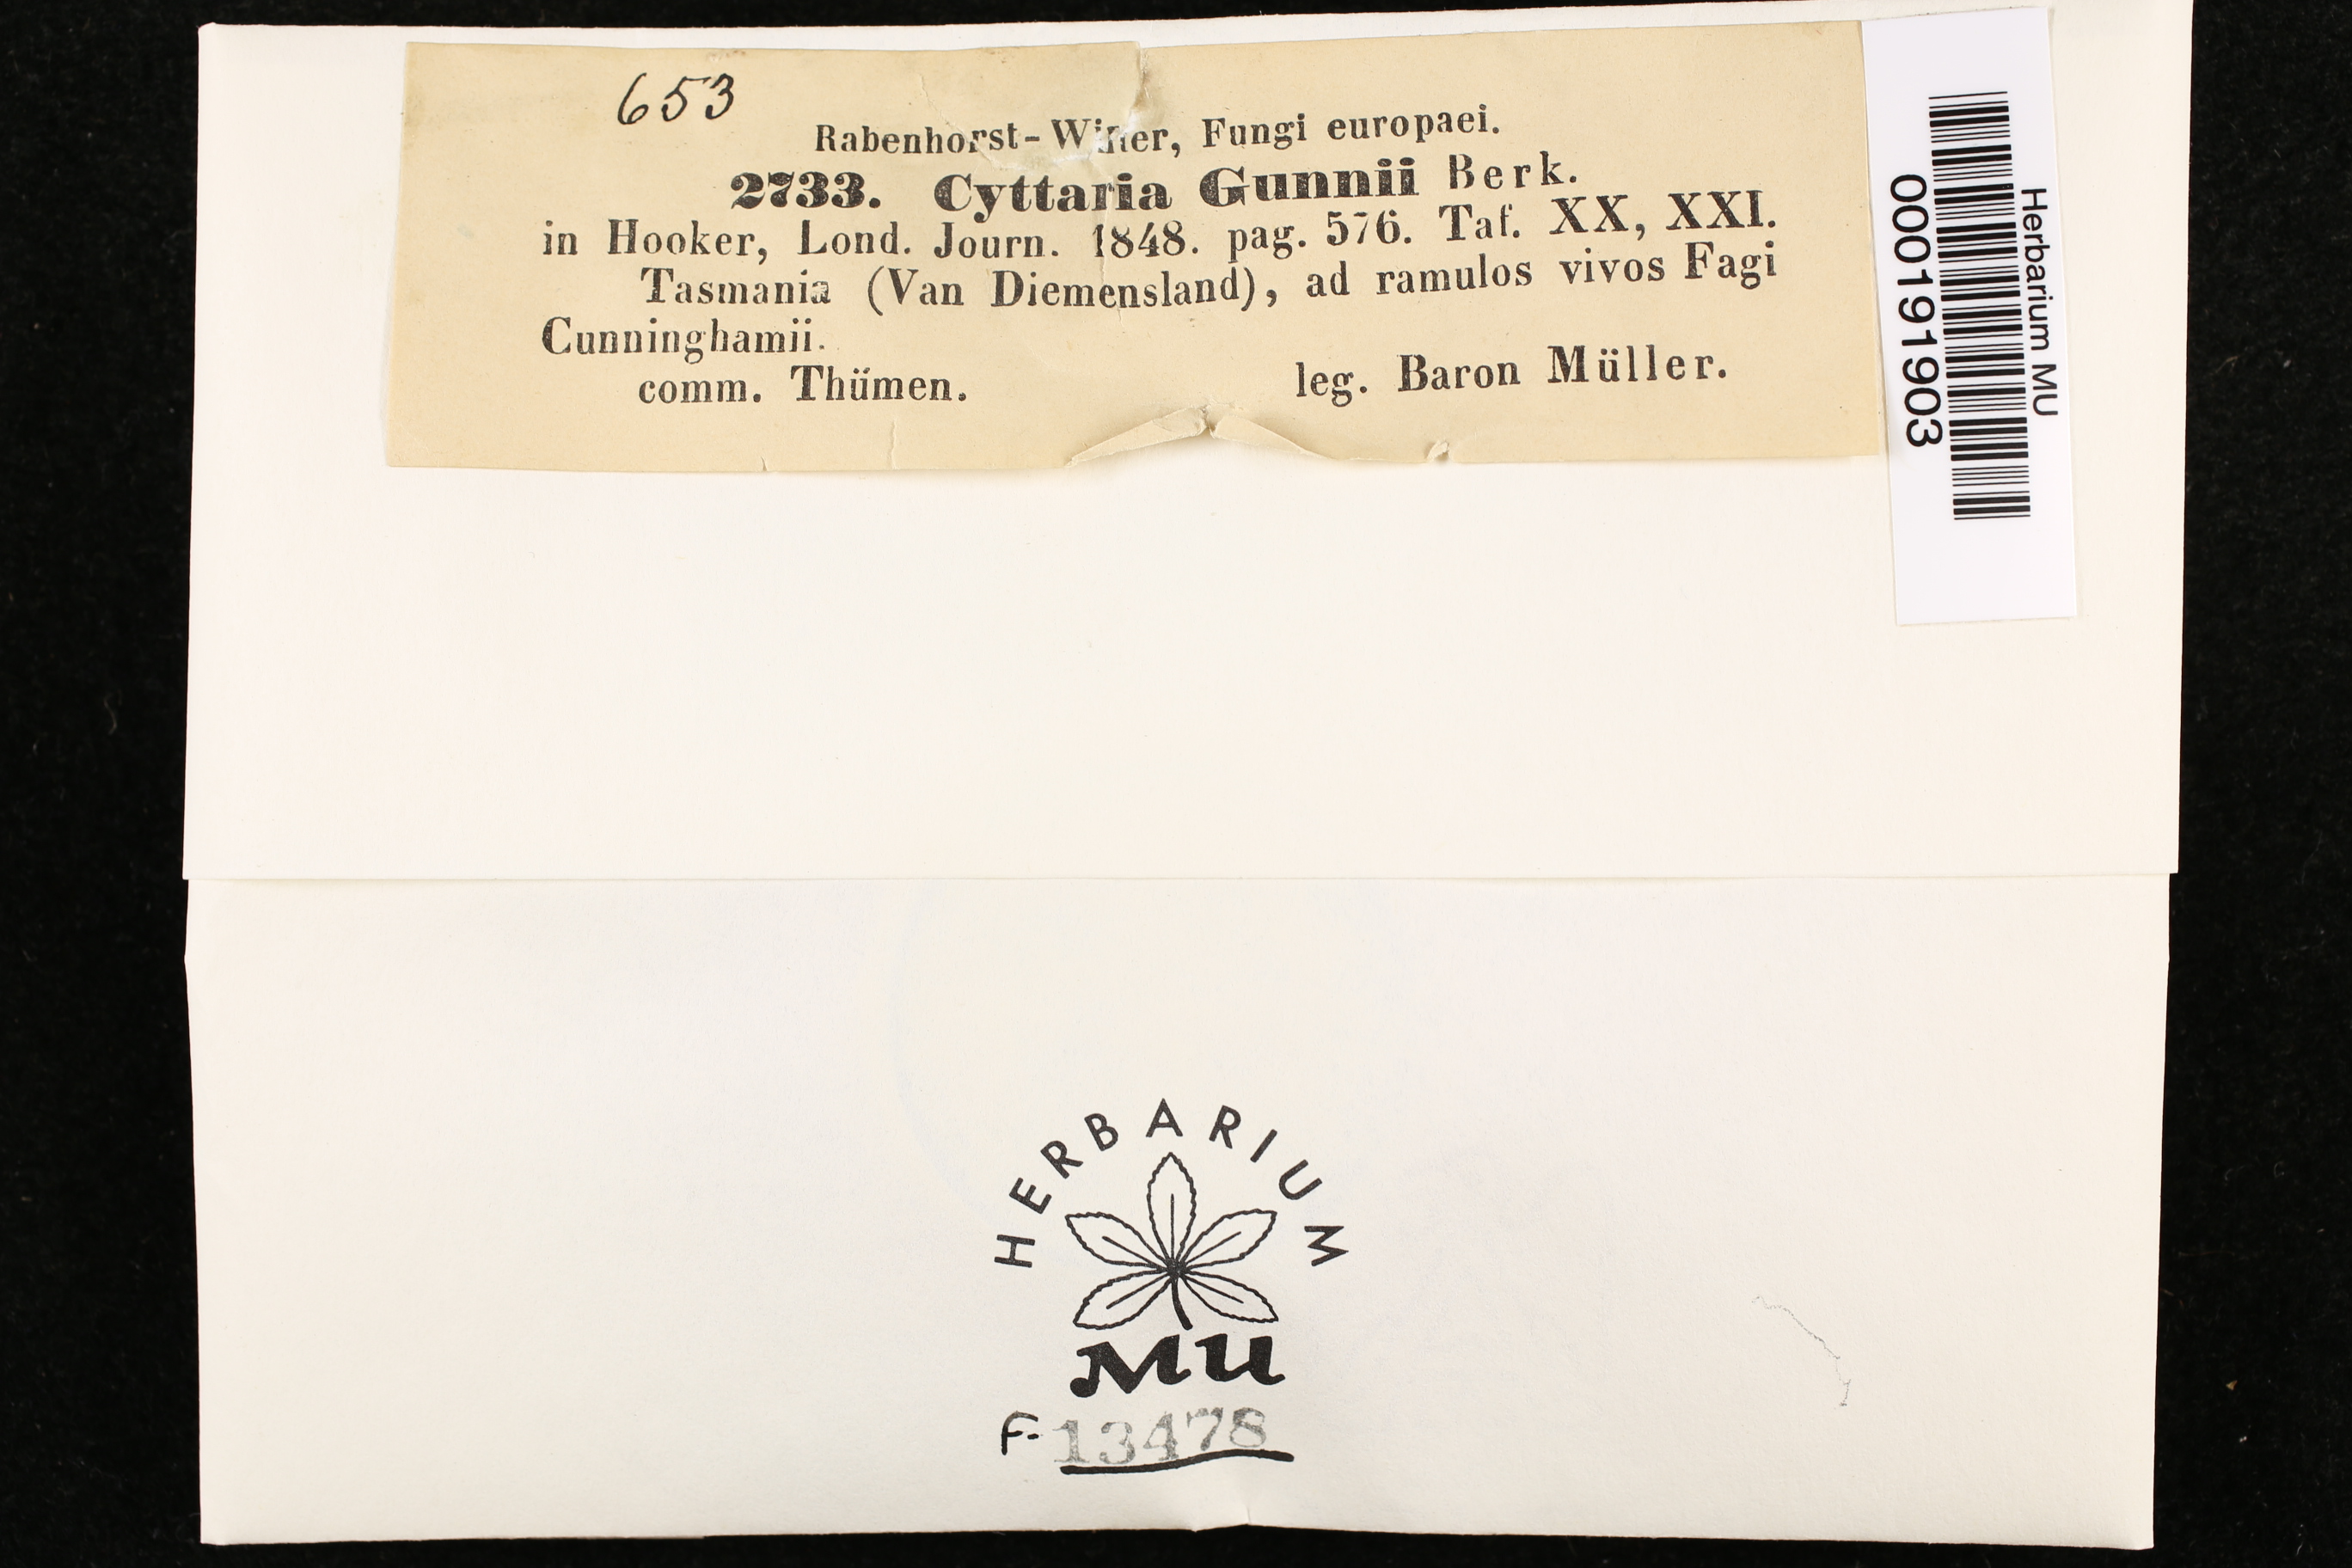 653
Rabenhorst-Winter, Fungi europaei.
2733. Cyttaria Gunnii Berk.
in Hooker, Lond. Journ. 1848. pag. 576. Taf. XX, XXI.
Tasmania (Van Diemensland), ad ramulos vivos Fagi
Cunninghamii.
comm. Thümen. leg. Baron Müller.
Herbarium MU
000191903
HERBARIUM
MU
F-13478